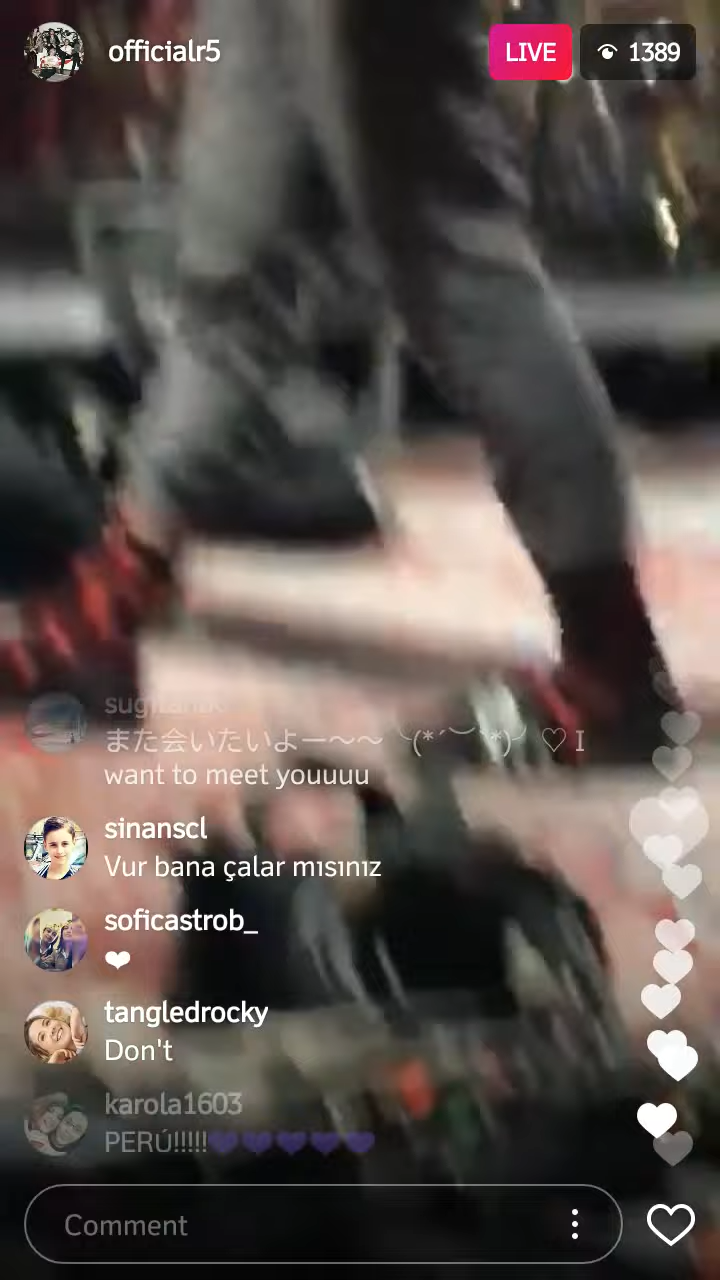 officialr5
LIVE
1389
また会いたいよー〜〜 ╰(*´︶`*)╯♡ I
want to meet youuuu
sinanscl
Vur bana çalar mısınız
soficastrob_
❤
tangledrocky
Don't
karola1603
PERÚ!!!!!💜💜💜💜💜
Comment